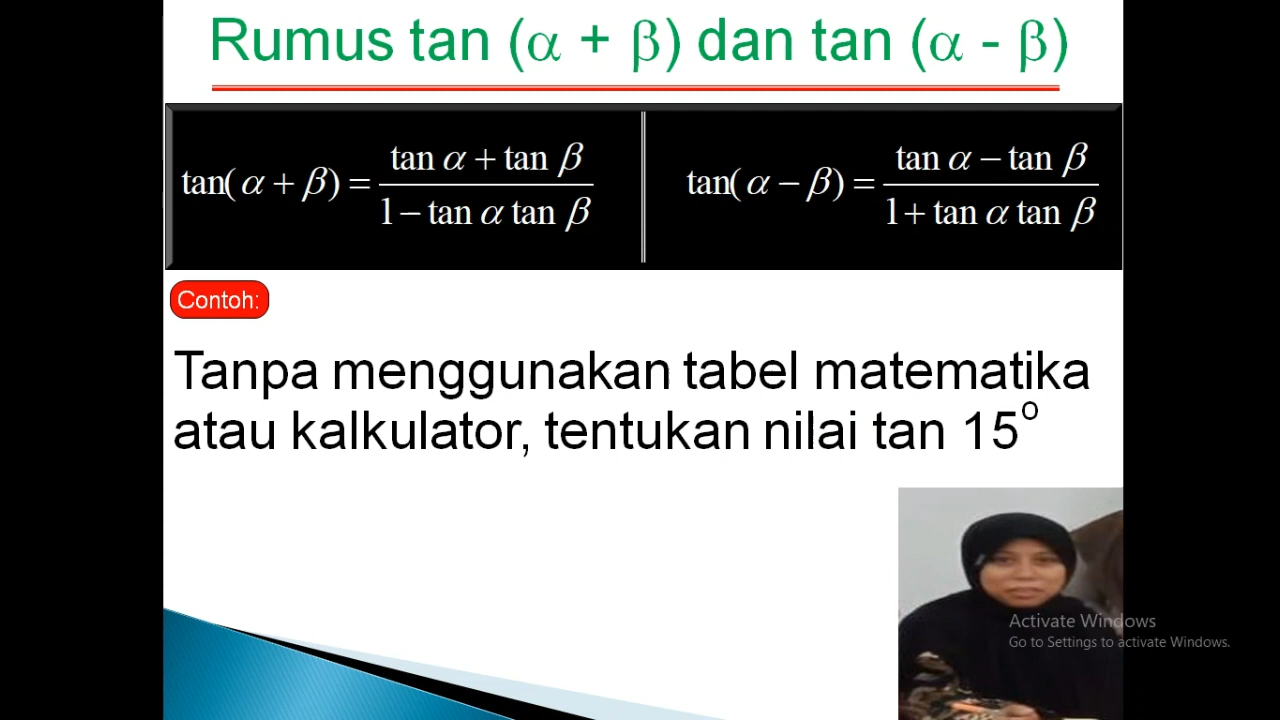 Rumus tan (α + β) dan tan (α - β)
tan(α + β) = (tan α + tan β) / (1 − tan α tan β)
tan(α − β) = (tan α − tan β) / (1 + tan α tan β)
Contoh:
Tanpa menggunakan tabel matematika
atau kalkulator, tentukan nilai tan 15°
Activate Windows
Go to Settings to activate Windows.